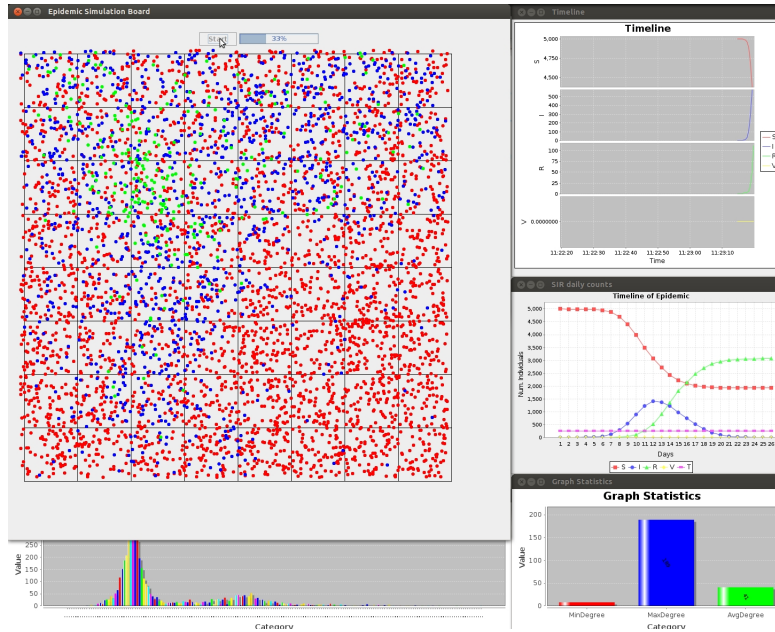 Epidemic Simulation Board
Start
33%
Timeline
Timeline
5,000
4,750
4,500
S
500
400
300
200
100
0
I
100
75
50
25
0
R
0.0000000
V
11:22:20 11:22:30 11:22:40 11:22:50 11:23:00 11:23:10
Time
S
I
R
V
SIR daily counts
Timeline of Epidemic
Num. Individuals
5,000
4,500
4,000
3,500
3,000
2,500
2,000
1,500
1,000
500
0
1 2 3 4 5 6 7 8 9 10 11 12 13 14 15 16 17 18 19 20 21 22 23 24 25 26
Days
S I R V T
Graph Statistics
Graph Statistics
Value
200
150
100
50
0
MinDegree MaxDegree AvgDegree
Category
Value
250
200
150
100
50
0
Category